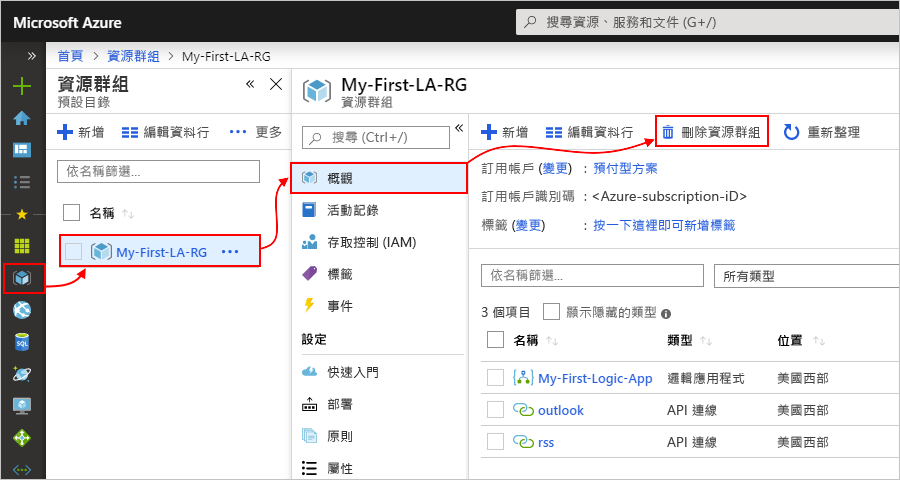 Microsoft Azure
搜尋資源、服務和文件 (G+/)
首頁 > 資源群組 > My-First-LA-RG
資源群組
預設目錄
新增 編輯資料行 更多
依名稱篩選...
名稱
My-First-LA-RG
My-First-LA-RG
資源群組
搜尋 (Ctrl+/)
概觀
活動記錄
存取控制 (IAM)
標籤
事件
設定
快速入門
部署
原則
屬性
新增 編輯資料行 刪除資源群組 重新整理
訂用帳戶 (變更) : 預付型方案
訂用帳戶識別碼 : <Azure-subscription-iD>
標籤 (變更) : 按一下這裡即可新增標籤
依名稱篩選... 所有類型
3 個項目 顯示隱藏的類型
名稱 類型 位置
My-First-Logic-App 邏輯應用程式 美國西部
outlook API 連線 美國西部
rss API 連線 美國西部